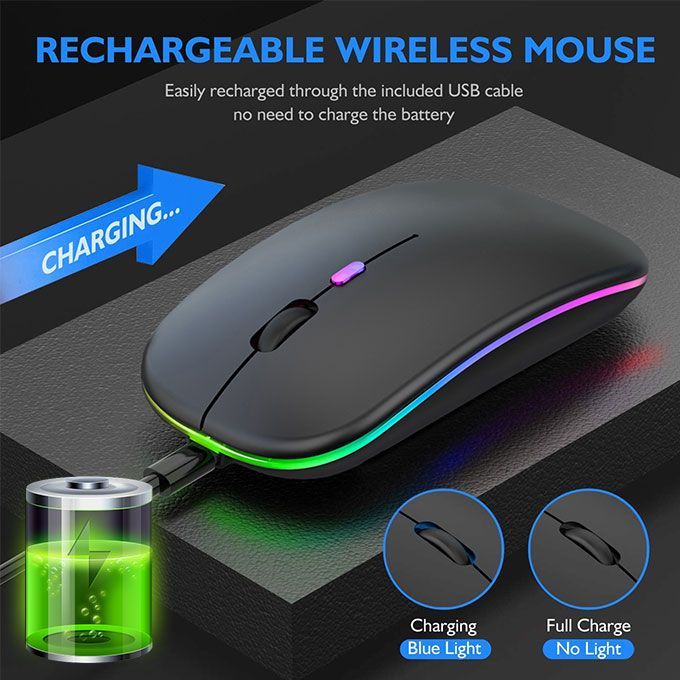 RECHARGEABLE WIRELESS MOUSE
Easily recharged through the included USB cable
no need to charge the battery
CHARGING...
Charging
Blue Light
Full Charge
No Light